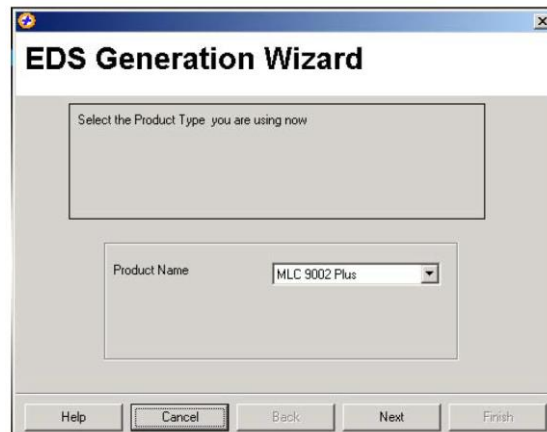 EDS Generation Wizard
Select the Product Type you are using now
Product Name
MLC 9002 Plus
Help
Cancel
Back
Next
Finish